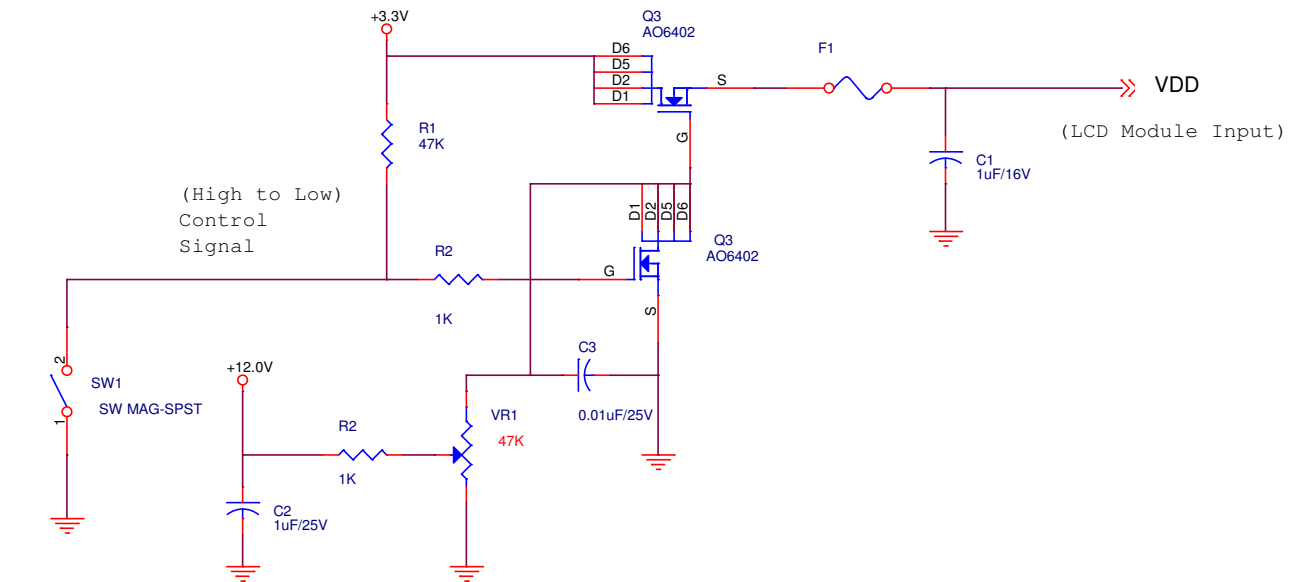 +3.3V
Q3
AO6402
F1
D6
D5
D2
D1
S
G
VDD
(LCD Module Input)
R1
47K
C1
1uF/16V
(High to Low)
Control
Signal
D1
D2
D5
D6
Q3
AO6402
R2
1K
G
S
2
SW1
SW MAG-SPST
1
+12.0V
C3
0.01uF/25V
VR1
47K
R2
1K
C2
1uF/25V